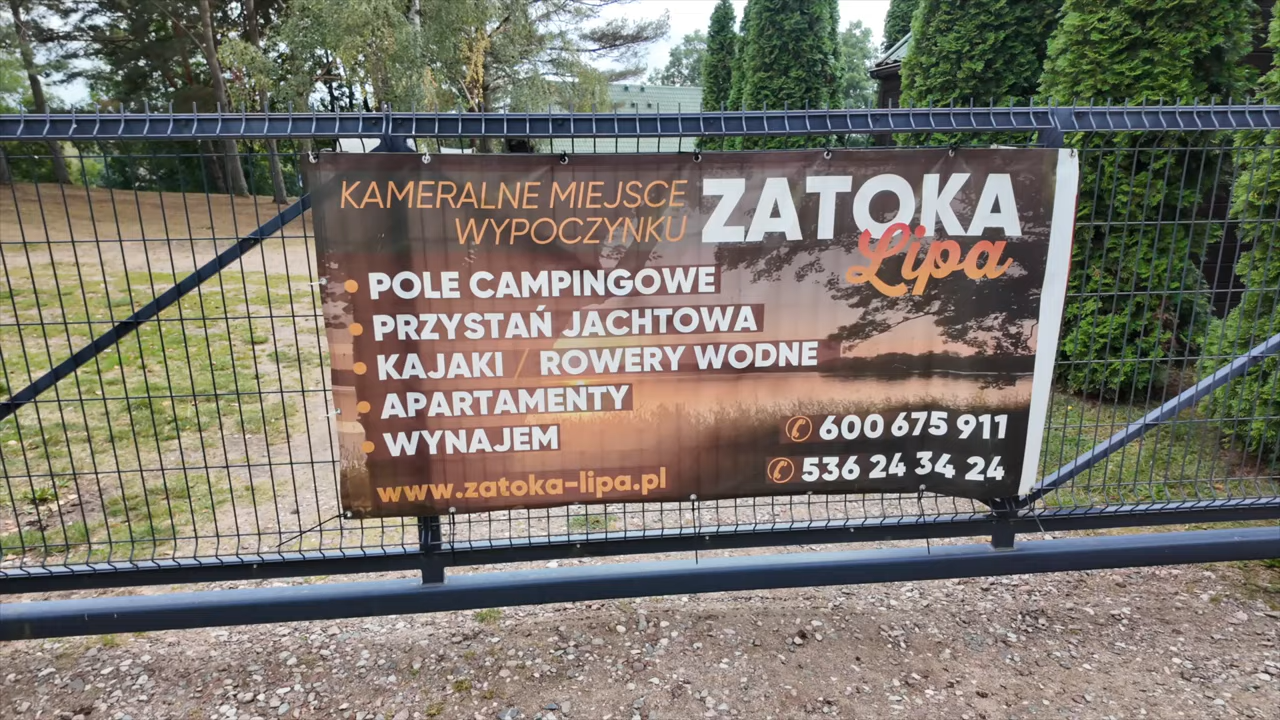 KAMERALNE MIEJSCE
WYPOCZYNKU
ZATOKA
Lipa
POLE CAMPINGOWE
PRZYSTAŃ JACHTOWA
KAJAKI / ROWERY WODNE
APARTAMENTY
WYNAJEM
www.zatoka-lipa.pl
600 675 911
536 24 34 24